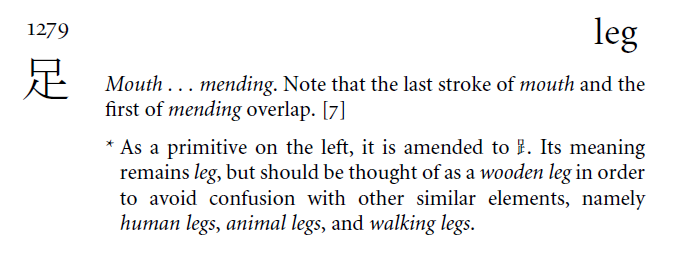 1279
leg
足
Mouth . . . mending. Note that the last stroke of mouth and the
first of mending overlap. [7]
* As a primitive on the left, it is amended to ⻊. Its meaning
remains leg, but should be thought of as a wooden leg in order
to avoid confusion with other similar elements, namely
human legs, animal legs, and walking legs.